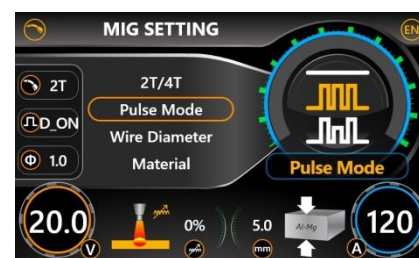 MIG SETTING
EN
2T
2T/4T
D_ON
Pulse Mode
Wire Diameter
1.0
Material
Pulse Mode
20.0
V
0%
5.0
mm
Al-Mg
120
A